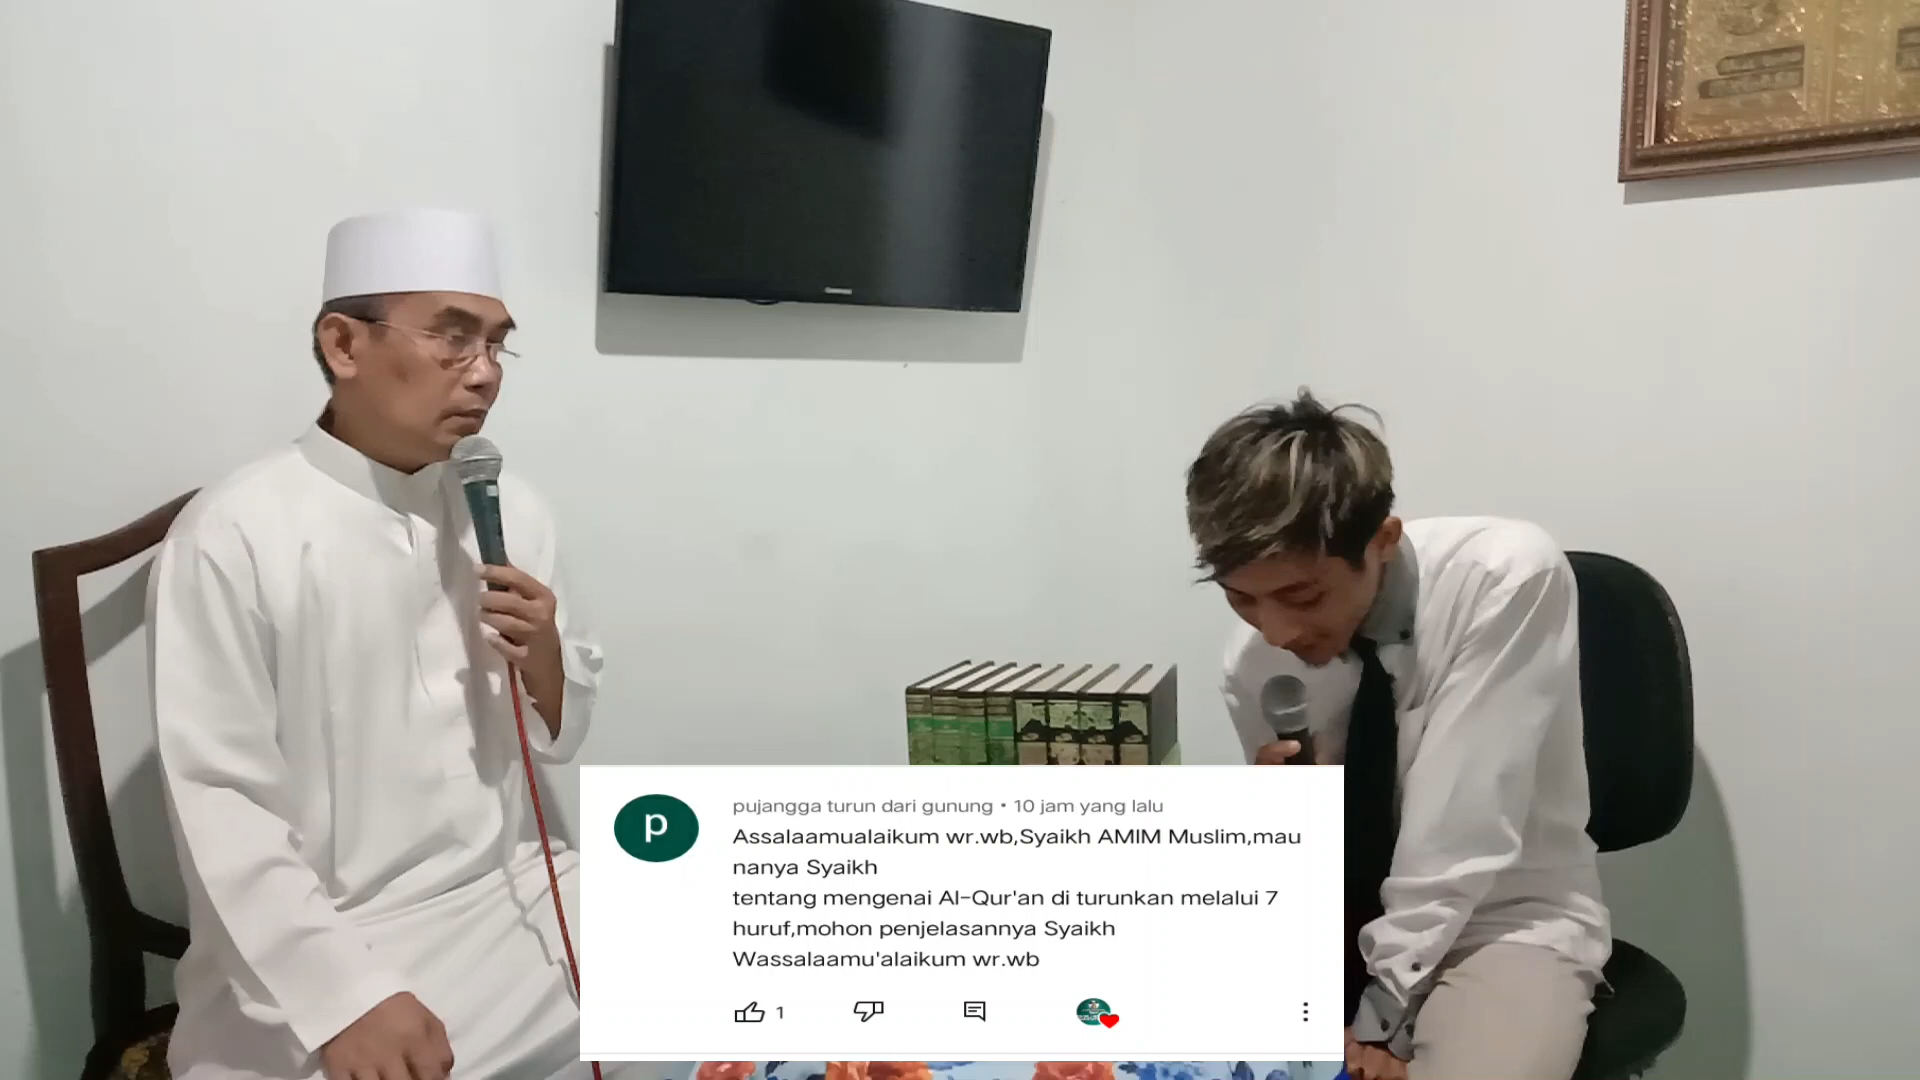 p
pujangga turun dari gunung • 10 jam yang lalu
Assalaamualaikum wr.wb,Syaikh AMIM Muslim,mau
nanya Syaikh
tentang mengenai Al-Qur'an di turunkan melalui 7
huruf,mohon penjelasannya Syaikh
Wassalaamu'alaikum wr.wb
1